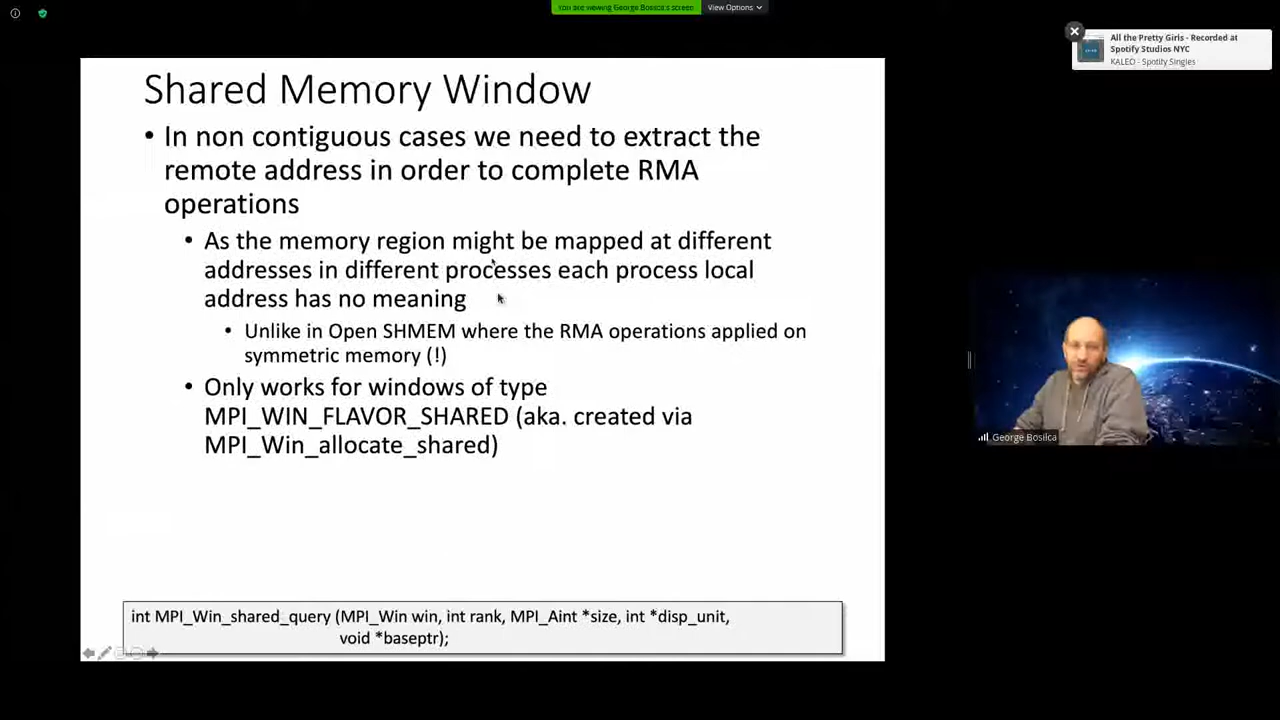 You are viewing George Bosilca's screen
View Options
All the Pretty Girls - Recorded at
Spotify Studios NYC
KALEO - Spotify Singles
Shared Memory Window
• In non contiguous cases we need to extract the
remote address in order to complete RMA
operations
• As the memory region might be mapped at different
addresses in different processes each process local
address has no meaning
• Unlike in Open SHMEM where the RMA operations applied on
symmetric memory (!)
• Only works for windows of type
MPI_WIN_FLAVOR_SHARED (aka. created via
MPI_Win_allocate_shared)
George Bosilca
int MPI_Win_shared_query (MPI_Win win, int rank, MPI_Aint *size, int *disp_unit,
void *baseptr);